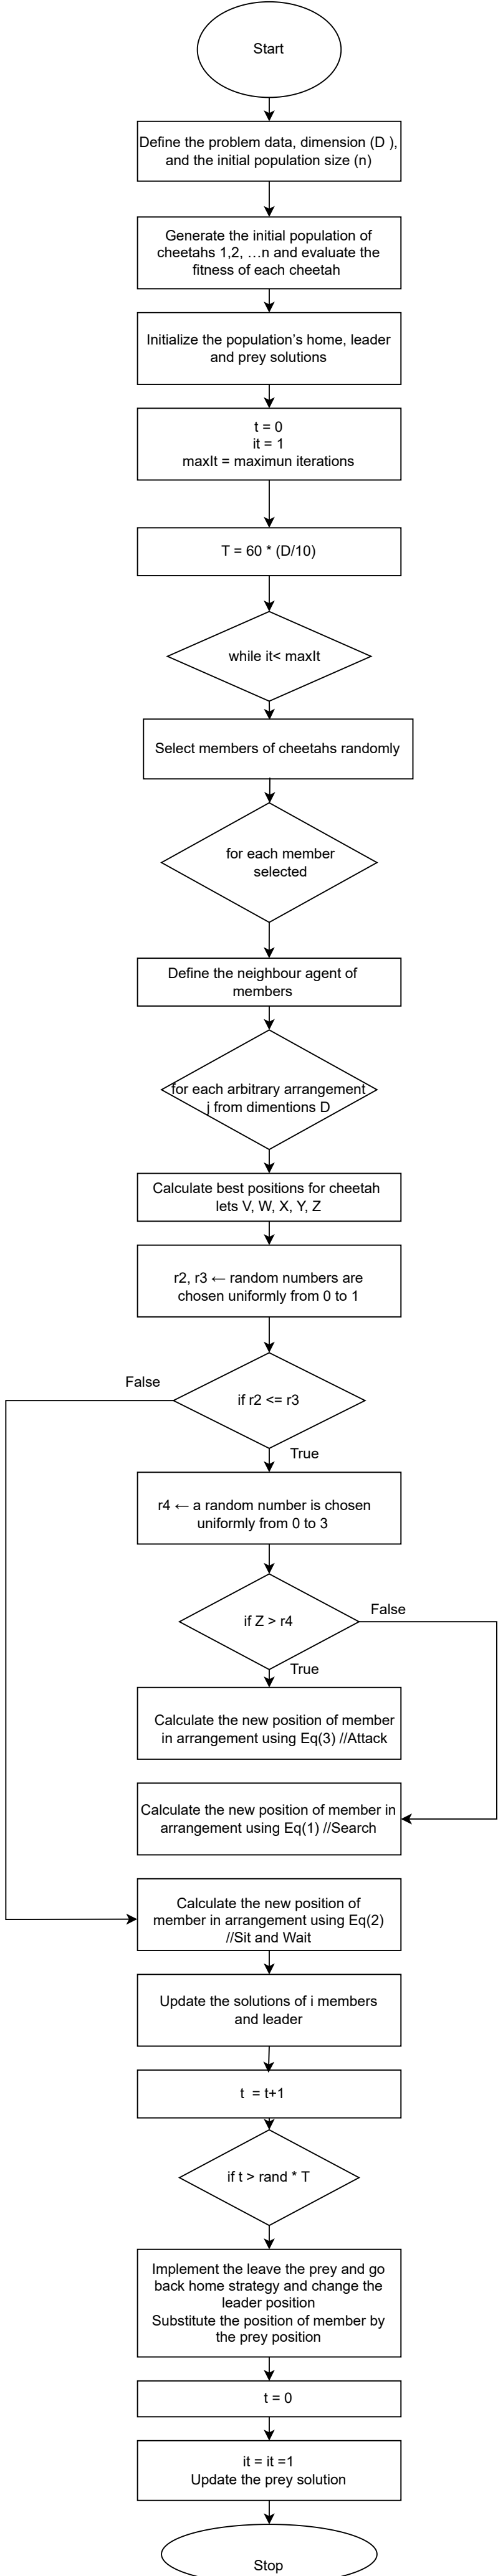 Start
Define the problem data, dimension (D ),
and the initial population size (n)
Generate the initial population of
cheetahs 1,2, ...n and evaluate the
fitness of each cheetah
Initialize the population's home, leader
and prey solutions
t = 0
it = 1
maxIt = maximun iterations
T = 60 * (D/10)
while it< maxIt
Select members of cheetahs randomly
for each member
selected
Define the neighbour agent of
members
for each arbitrary arrangement
j from dimentions D
Calculate best positions for cheetah
lets V, W, X, Y, Z
r2, r3 ← random numbers are
chosen uniformly from 0 to 1
False
if r2 <= r3
True
r4 ← a random number is chosen
uniformly from 0 to 3
False
if Z > r4
True
Calculate the new position of member
in arrangement using Eq(3) //Attack
Calculate the new position of member in
arrangement using Eq(1) //Search
Calculate the new position of
member in arrangement using Eq(2)
//Sit and Wait
Update the solutions of i members
and leader
t = t+1
if t > rand * T
Implement the leave the prey and go
back home strategy and change the
leader position
Substitute the position of member by
the prey position
t = 0
it = it =1
Update the prey solution
Stop